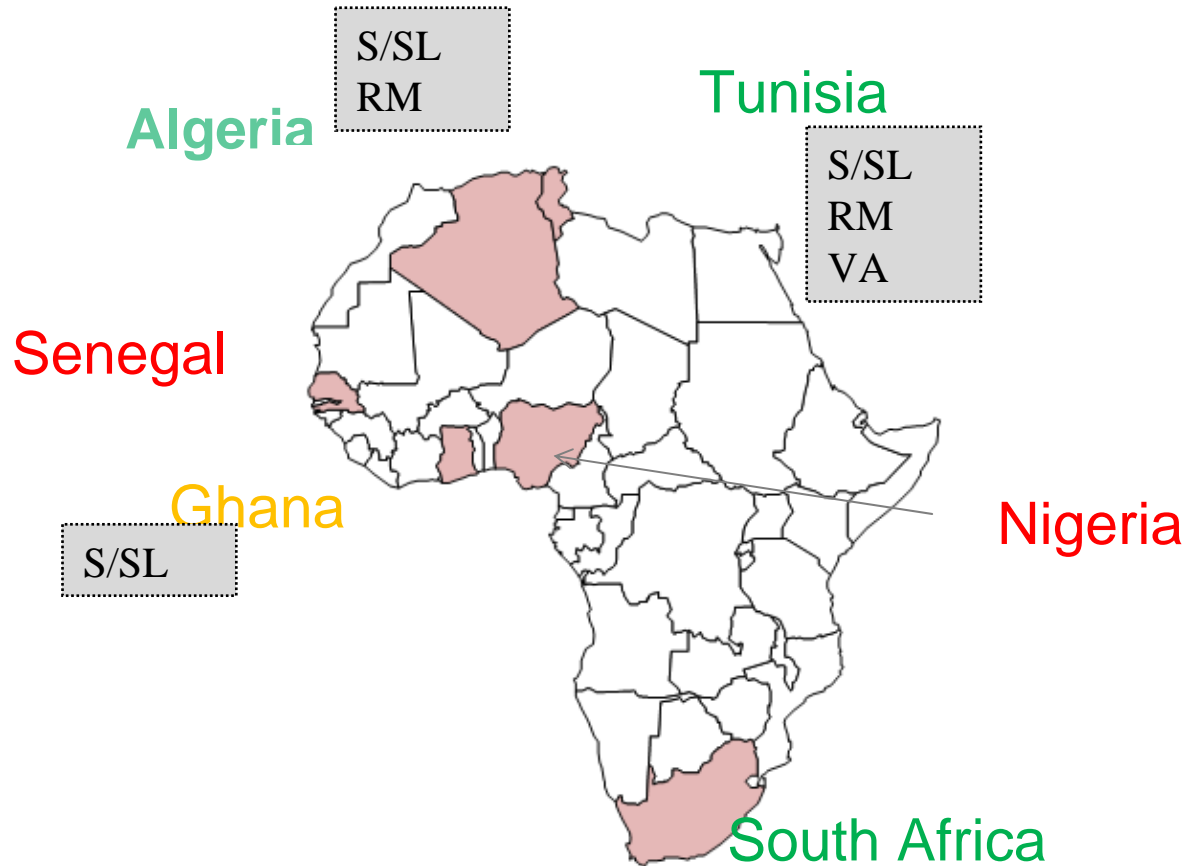 S/SL
RM
Algeria
Tunisia
S/SL
RM
VA
Senegal
Ghana
S/SL
Nigeria
South Africa